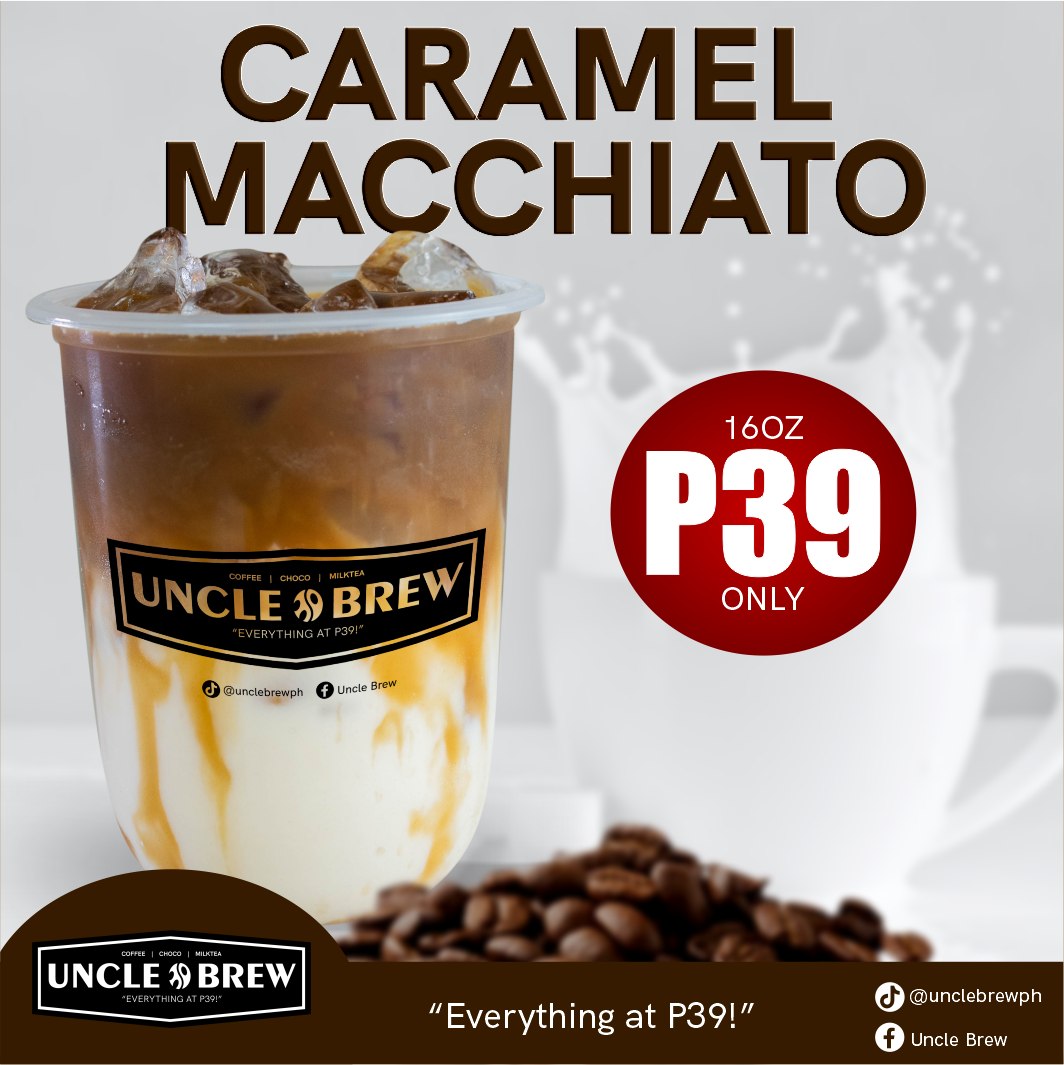 CARAMEL
MACCHIATO
16OZ
P39
ONLY
COFFEE | CHOCO | MILKTEA
UNCLE BREW
“EVERYTHING AT P39!”
@unclebrewph Uncle Brew
COFFEE | CHOCO | MILKTEA
UNCLE BREW
“EVERYTHING AT P39!”
“Everything at P39!”
@unclebrewph
Uncle Brew